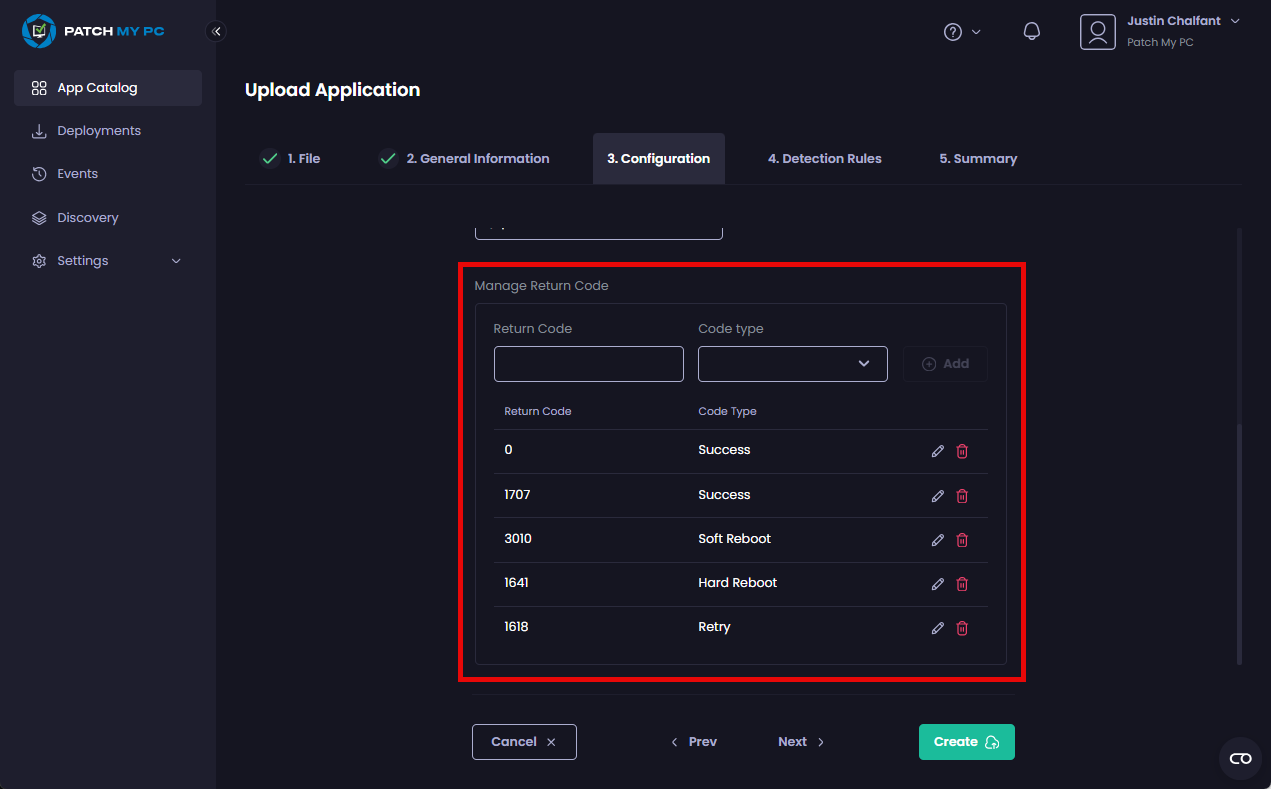 PATCH MY PC
Justin Chalfant
Patch My PC
App Catalog
Deployments
Events
Discovery
Settings
Upload Application
1. File
2. General Information
3. Configuration
4. Detection Rules
5. Summary
Manage Return Code
Return Code Code type
Add
Return Code Code Type
0 Success
1707 Success
3010 Soft Reboot
1641 Hard Reboot
1618 Retry
Cancel
Prev
Next
Create